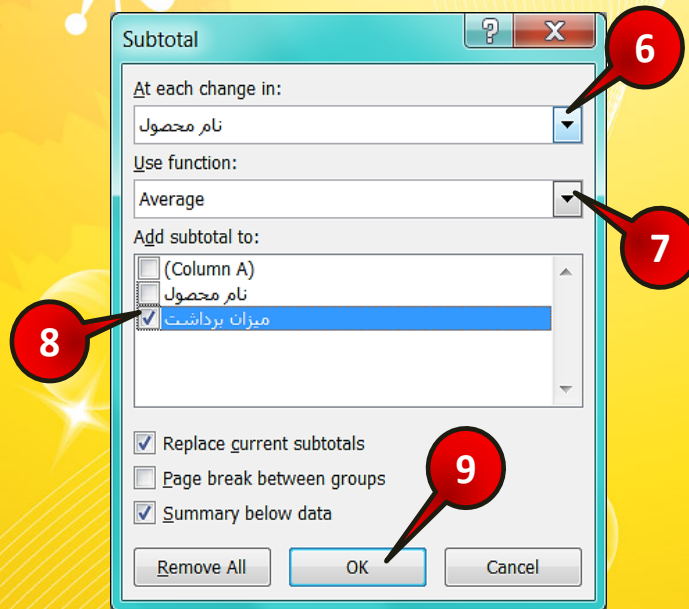 Subtotal
6
At each change in:
نام محصول
Use function:
Average
7
Add subtotal to:
(Column A)
نام محصول
میزان برداشت
8
Replace current subtotals
Page break between groups
9
Summary below data
Remove All OK Cancel